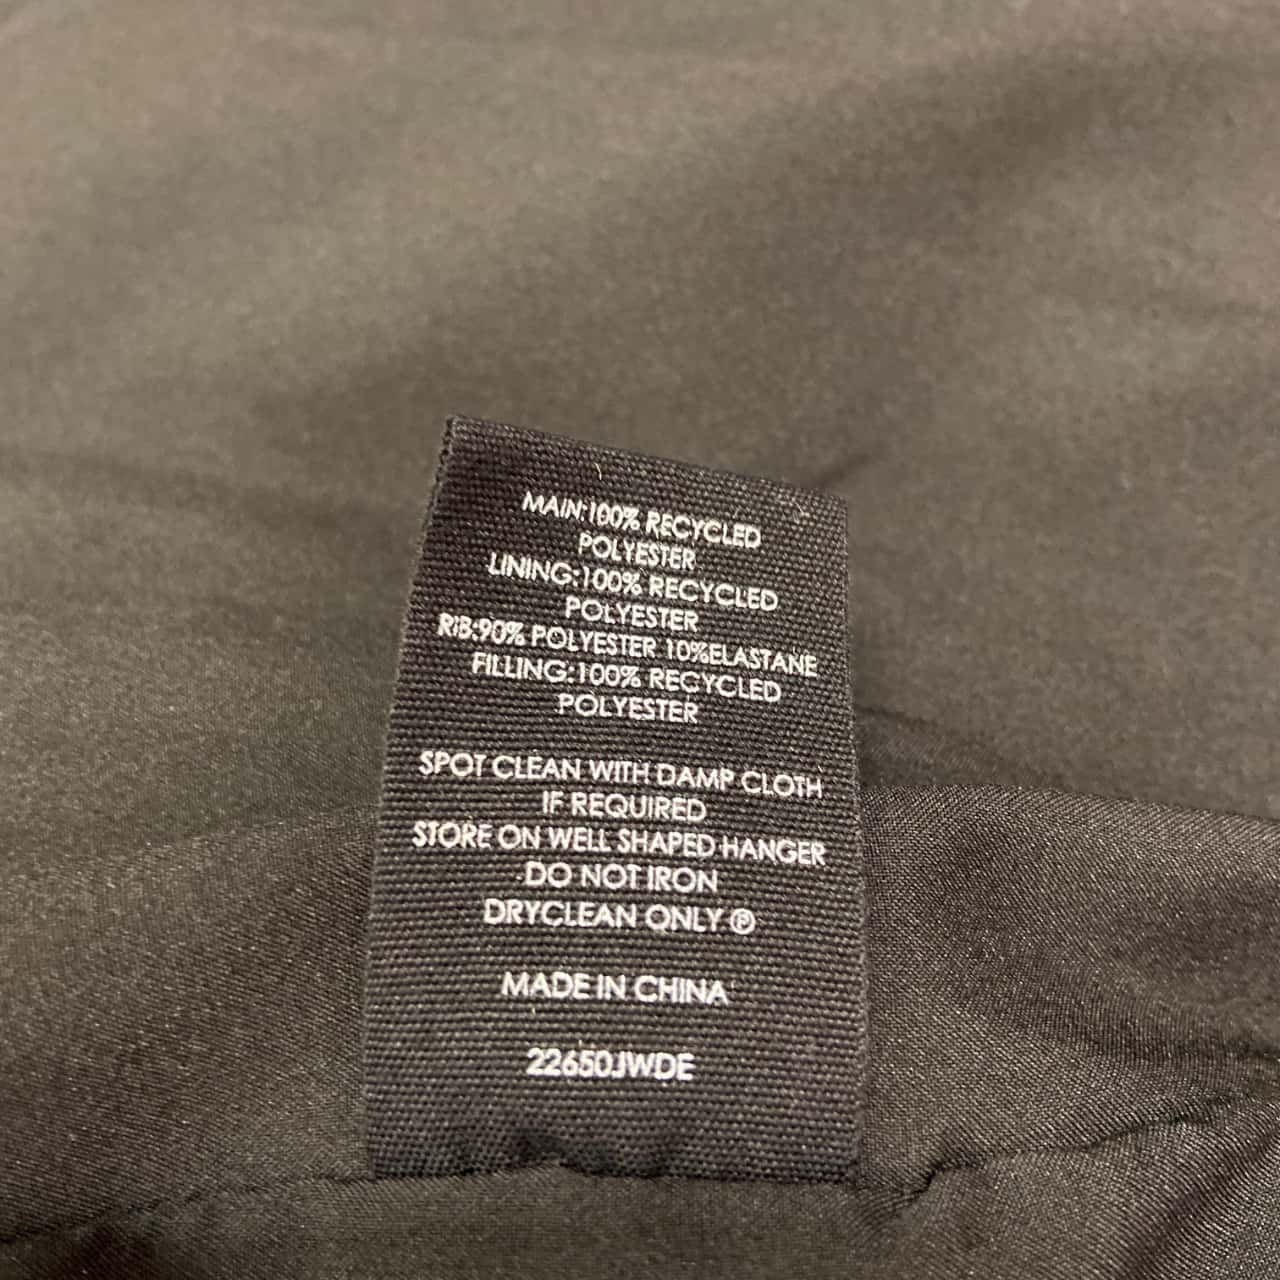 MAIN:100% RECYCLED
POLYESTER
LINING:100% RECYCLED
POLYESTER
RIB:90% POLYESTER 10%ELASTANE
FILLING:100% RECYCLED
POLYESTER
SPOT CLEAN WITH DAMP CLOTH
IF REQUIRED
STORE ON WELL SHAPED HANGER
DO NOT IRON
DRYCLEAN ONLY Ⓟ
MADE IN CHINA
22650JWDE